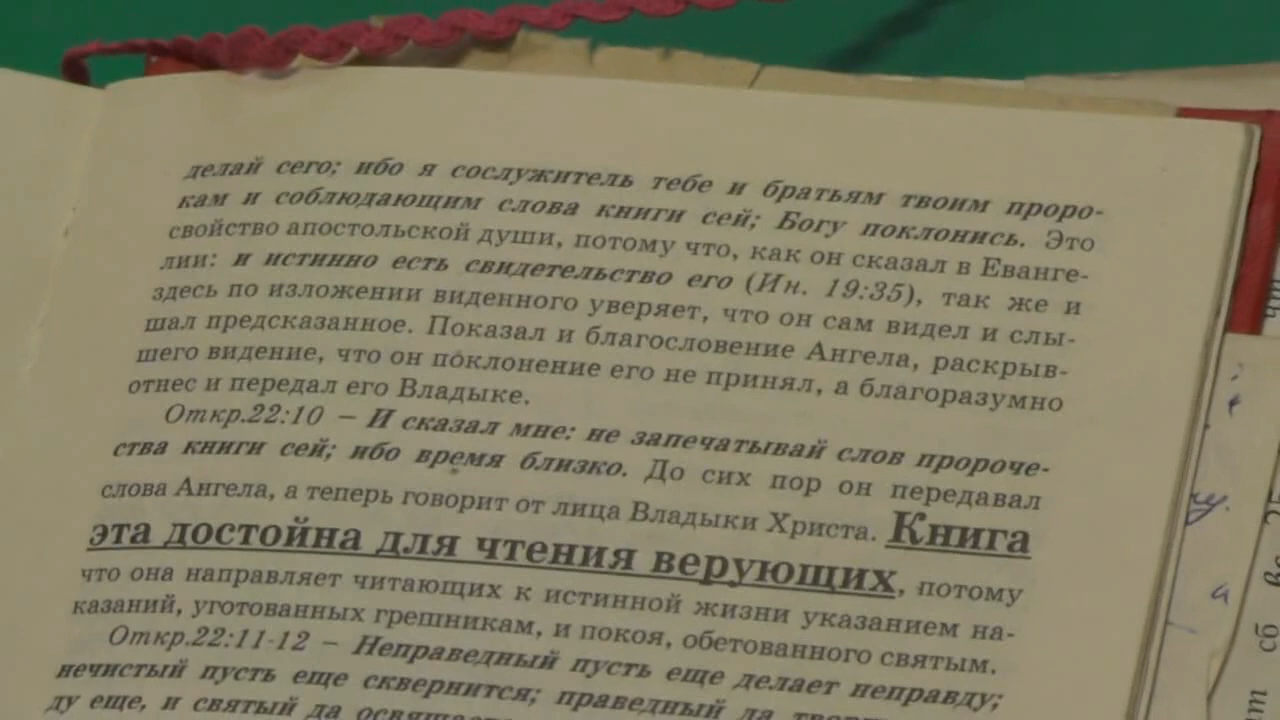 делай сего; ибо я сослужитель тебе и братьям твоим проро-
кам и соблюдающим слова книги сей; Богу поклонись. Это
свойство апостольской души, потому что, как он сказал в Еванге-
лии: и истинно есть свидетельство его (Ин. 19:35), так же и
здесь по изложении виденного уверяет, что он сам видел и слы-
шал предсказанное. Показал и благословение Ангела, раскрыв-
шего видение, что он поклонение его не принял, а благоразумно
отнес и передал его Владыке.
Откр.22:10 – И сказал мне: не запечатывай слов пророче-
ства книги сей; ибо время близко. До сих пор он передавал
слова Ангела, а теперь говорит от лица Владыки Христа. Книга
эта достойна для чтения верующих, потому
что она направляет читающих к истинной жизни указанием на-
казаний, уготованных грешникам, и покоя, обетованного святым.
Откр.22:11-12 – Неправедный пусть еще делает неправду;
нечистый пусть еще сквернится; праведный да
ду еще, и святый да